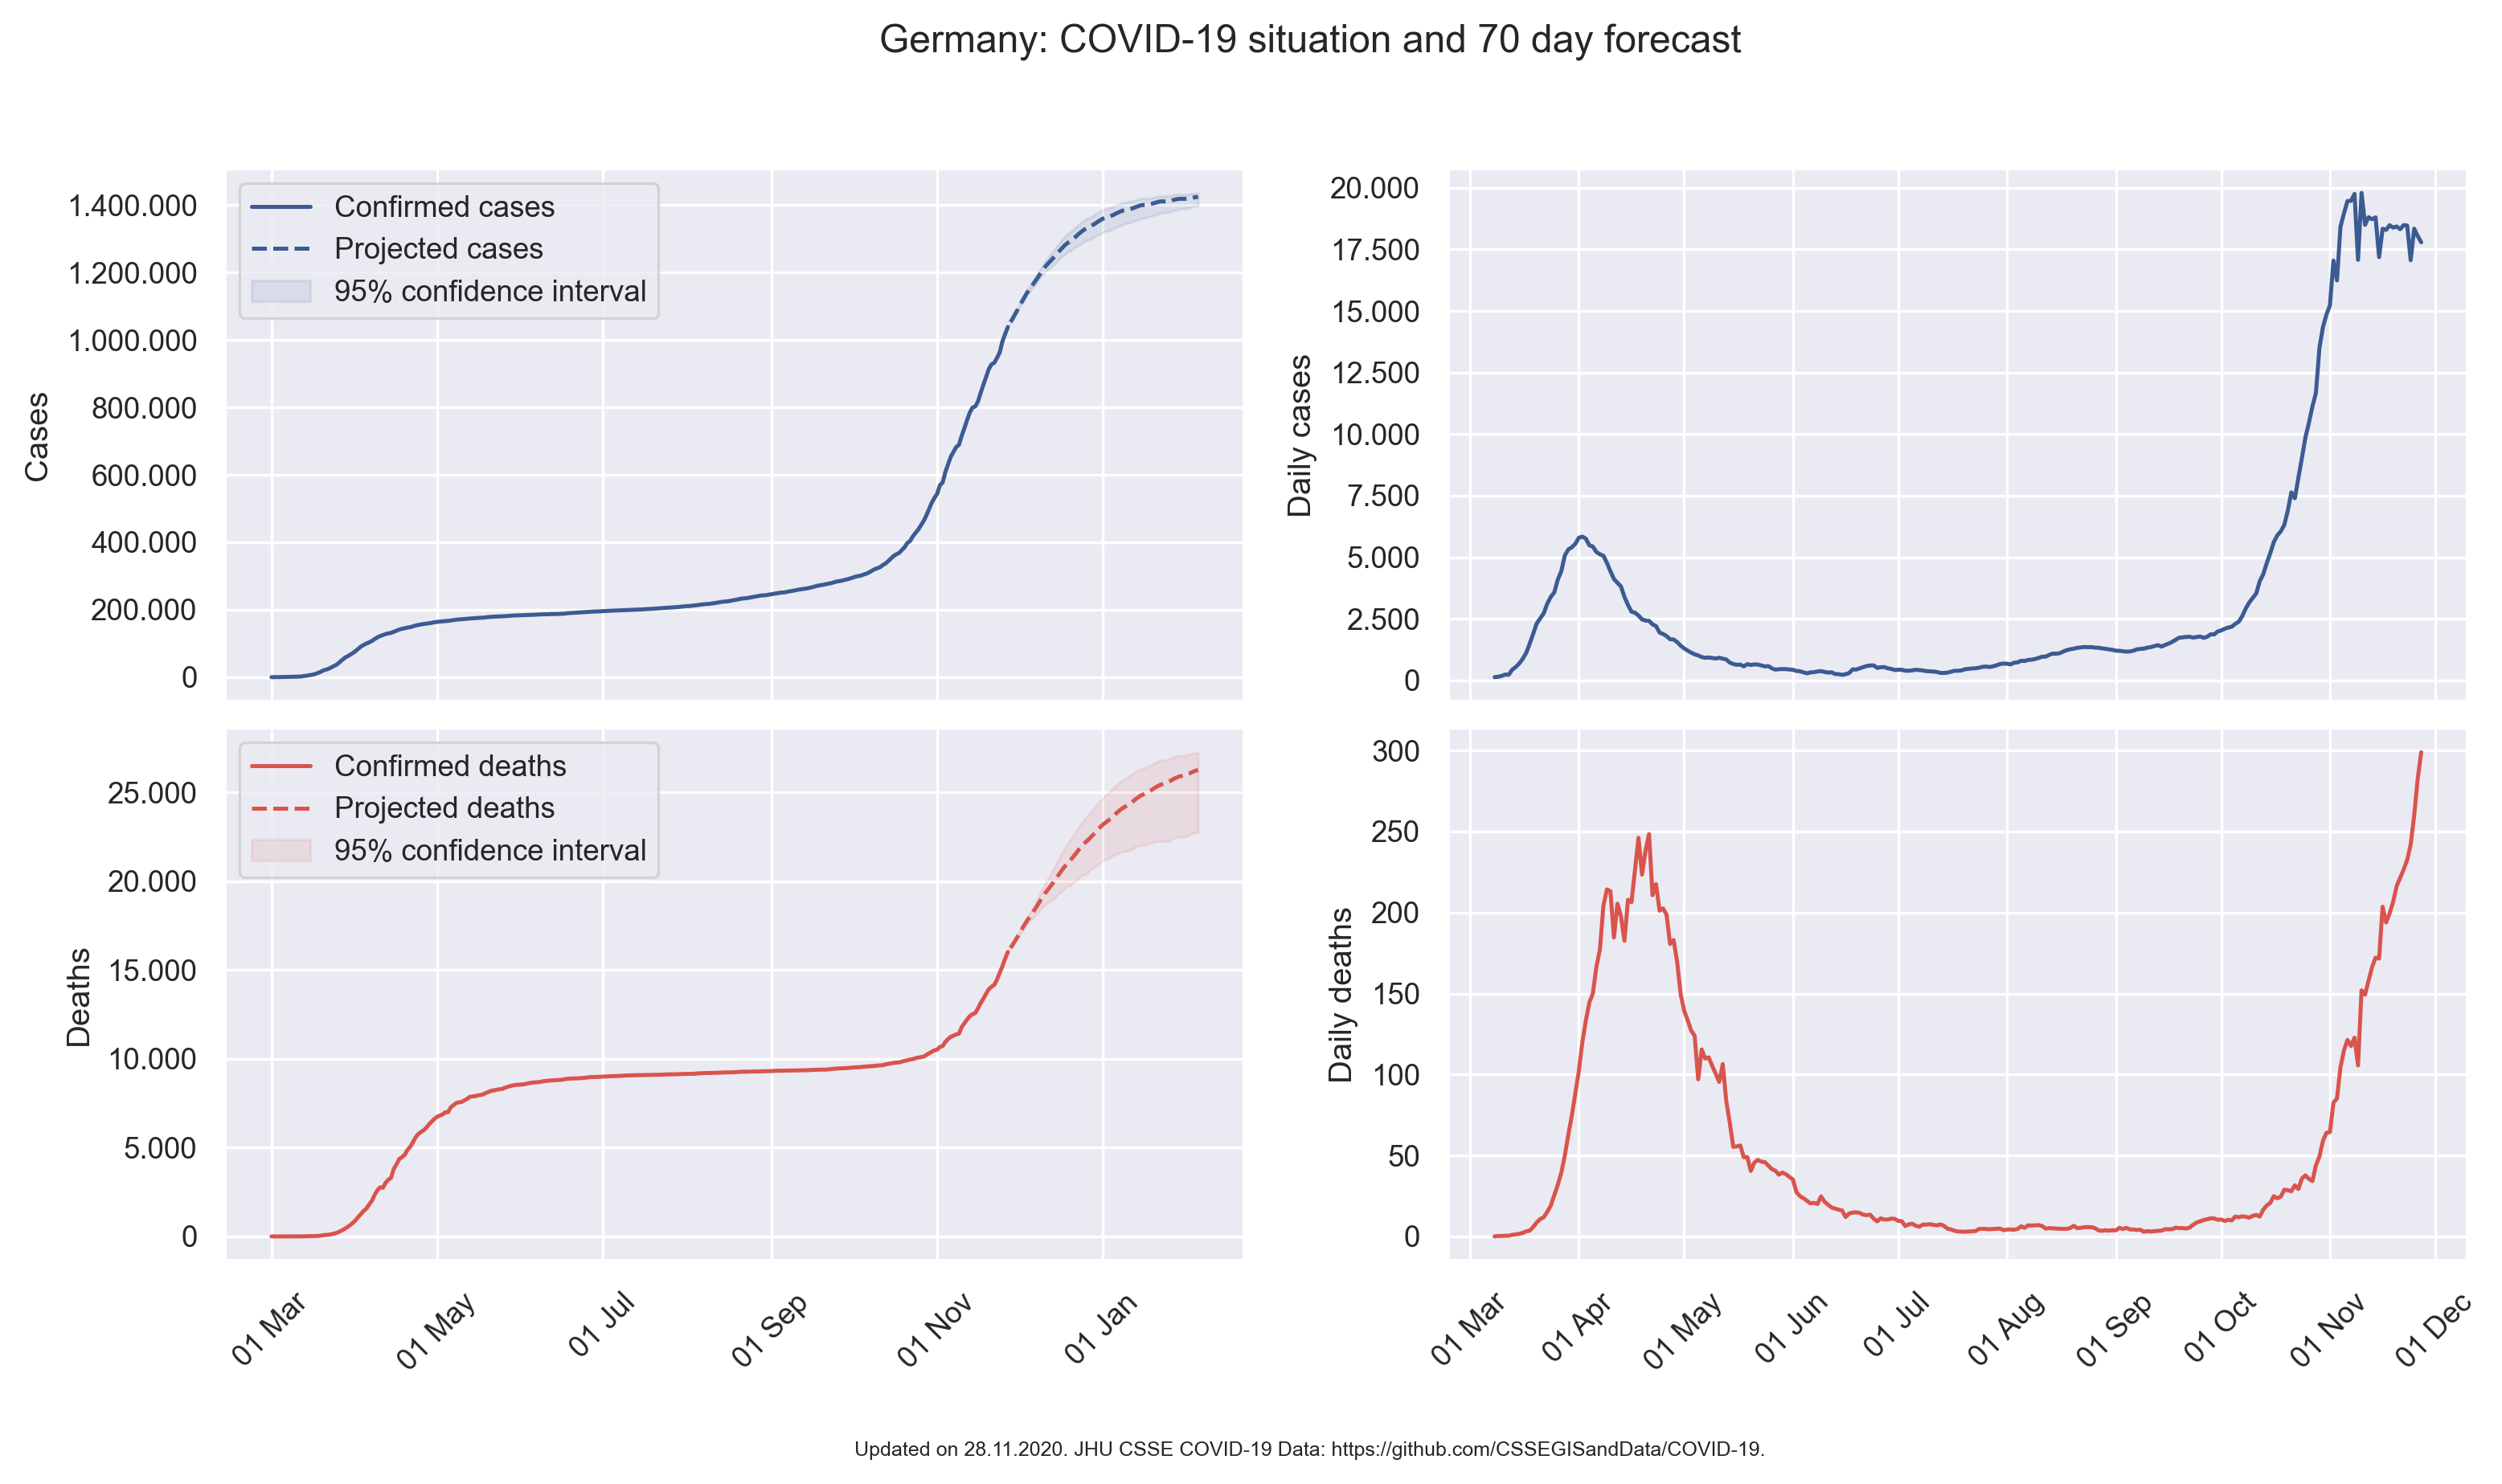 Germany: COVID-19 situation and 70 day forecast
Confirmed cases
Projected cases
95% confidence interval
1.400.000
1.200.000
1.000.000
800.000
600.000
400.000
200.000
0
Cases
20.000
17.500
15.000
12.500
10.000
7.500
5.000
2.500
0
Daily cases
Confirmed deaths
Projected deaths
95% confidence interval
25.000
20.000
15.000
10.000
5.000
0
Deaths
01 Mar
01 May
01 Jul
01 Sep
01 Nov
01 Jan
300
250
200
150
100
50
0
Daily deaths
01 Mar
01 Apr
01 May
01 Jun
01 Jul
01 Aug
01 Sep
01 Oct
01 Nov
01 Dec
Updated on 28.11.2020. JHU CSSE COVID-19 Data: https://github.com/CSSEGISandData/COVID-19.